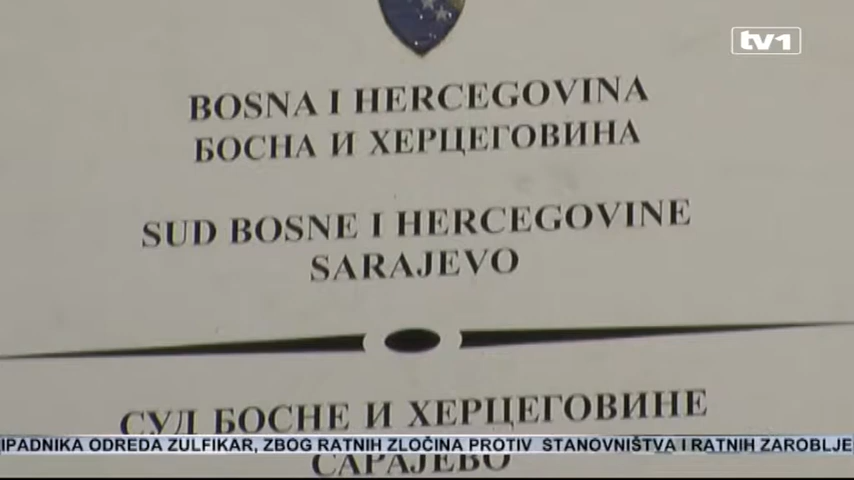 tv1
BOSNA I HERCEGOVINA
БОСНА И ХЕРЦЕГОВИНА
SUD BOSNE I HERCEGOVINE
SARAJEVO
СУД БОСНЕ И ХЕРЦЕГОВИНЕ
САРАЈЕВО
IPADNIKA ODREDA ZULFIKAR, ZBOG RATNIH ZLOČINA PROTIV STANOVNIŠTVA I RATNIH ZAROBLJE